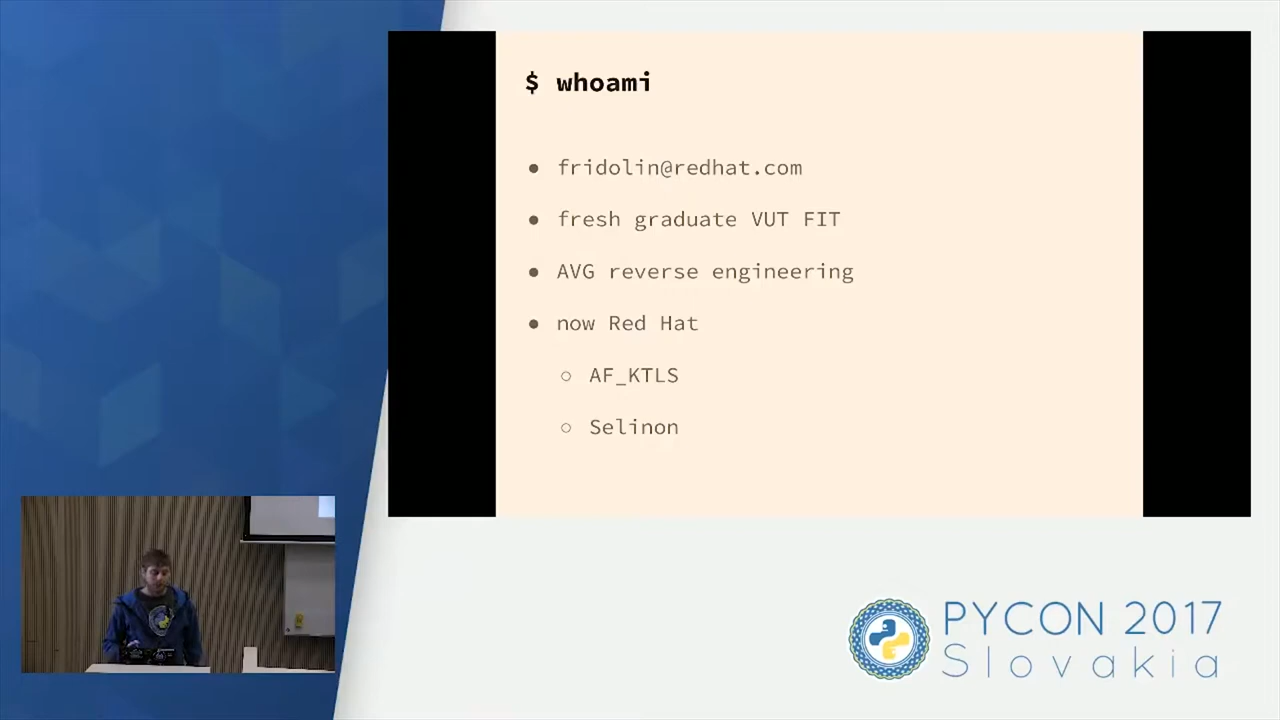 $ whoami
● fridolin@redhat.com
● fresh graduate VUT FIT
● AVG reverse engineering
● now Red Hat
○ AF_KTLS
○ Selinon
PYCON 2017
Slovakia